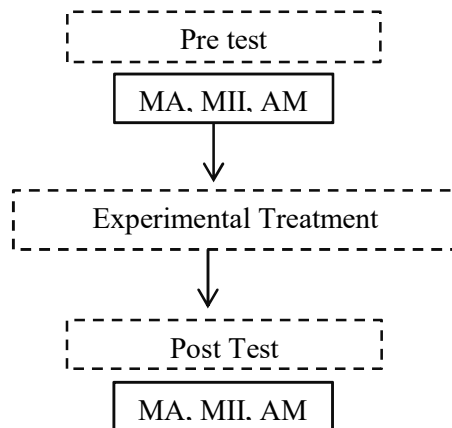 Pre test
MA, MII, AM
Experimental Treatment
Post Test
MA, MII, AM